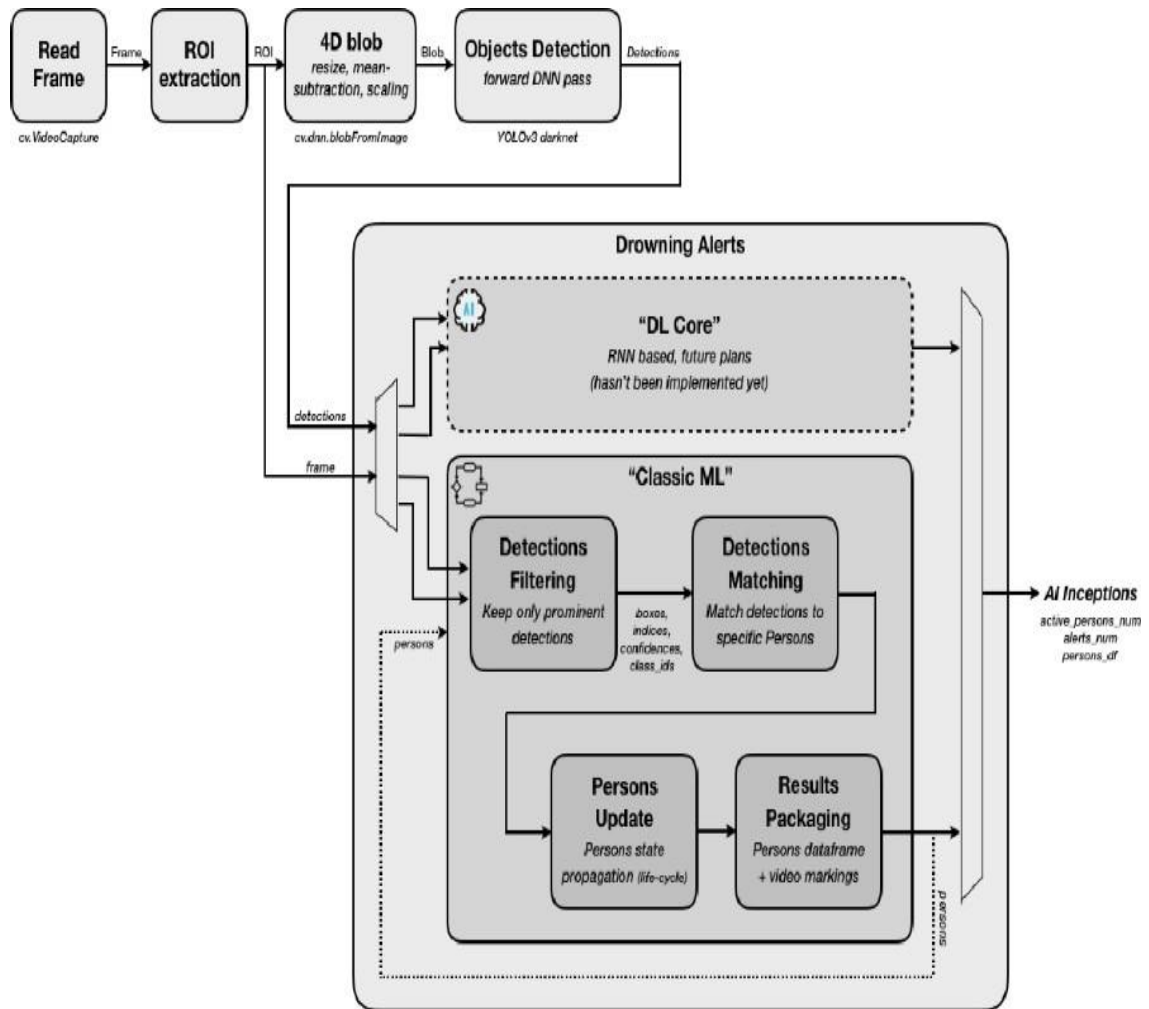 Read
Frame
cv.VideoCapture
Frame
ROI
extraction
ROI
4D blob
resize, mean-
subtraction, scaling
cv.dnn.blobFromImage
Blob
Objects Detection
forward DNN pass
YOLOv3 darknet
Detections
Drowning Alerts
AI
"DL Core"
RNN based, future plans
(hasn't been implemented yet)
detections
frame
"Classic ML"
Detections
Filtering
Keep only prominent
detections
boxes,
indices,
confidences,
class_ids
Detections
Matching
Match detections to
specific Persons
persons
Persons
Update
Persons state
propagation (life-cycle)
Results
Packaging
Persons dataframe
+ video markings
persons
AI Inceptions
active_persons_num
alerts_num
persons_df